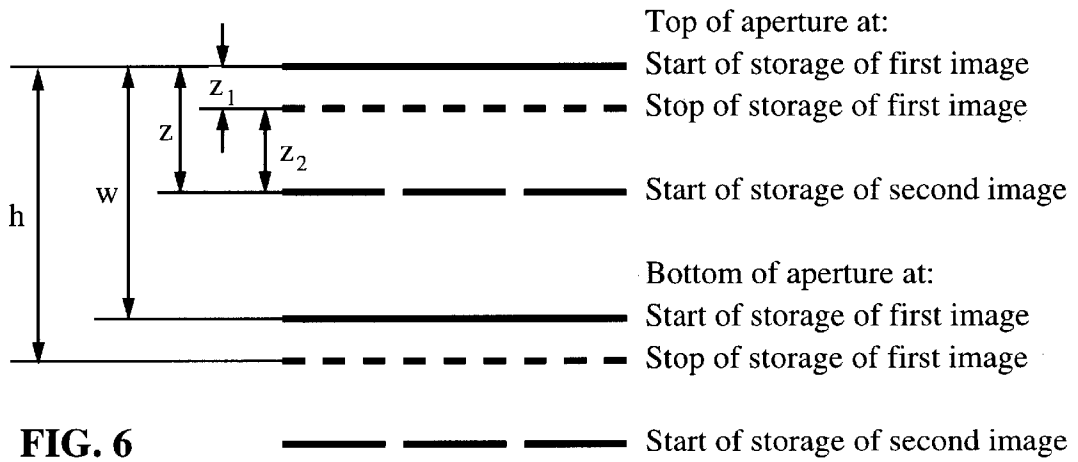 Top of aperture at:
Start of storage of first image
z1
Stop of storage of first image
z
z2
Start of storage of second image
w
h
Bottom of aperture at:
Start of storage of first image
Stop of storage of first image
FIG. 6
Start of storage of second image